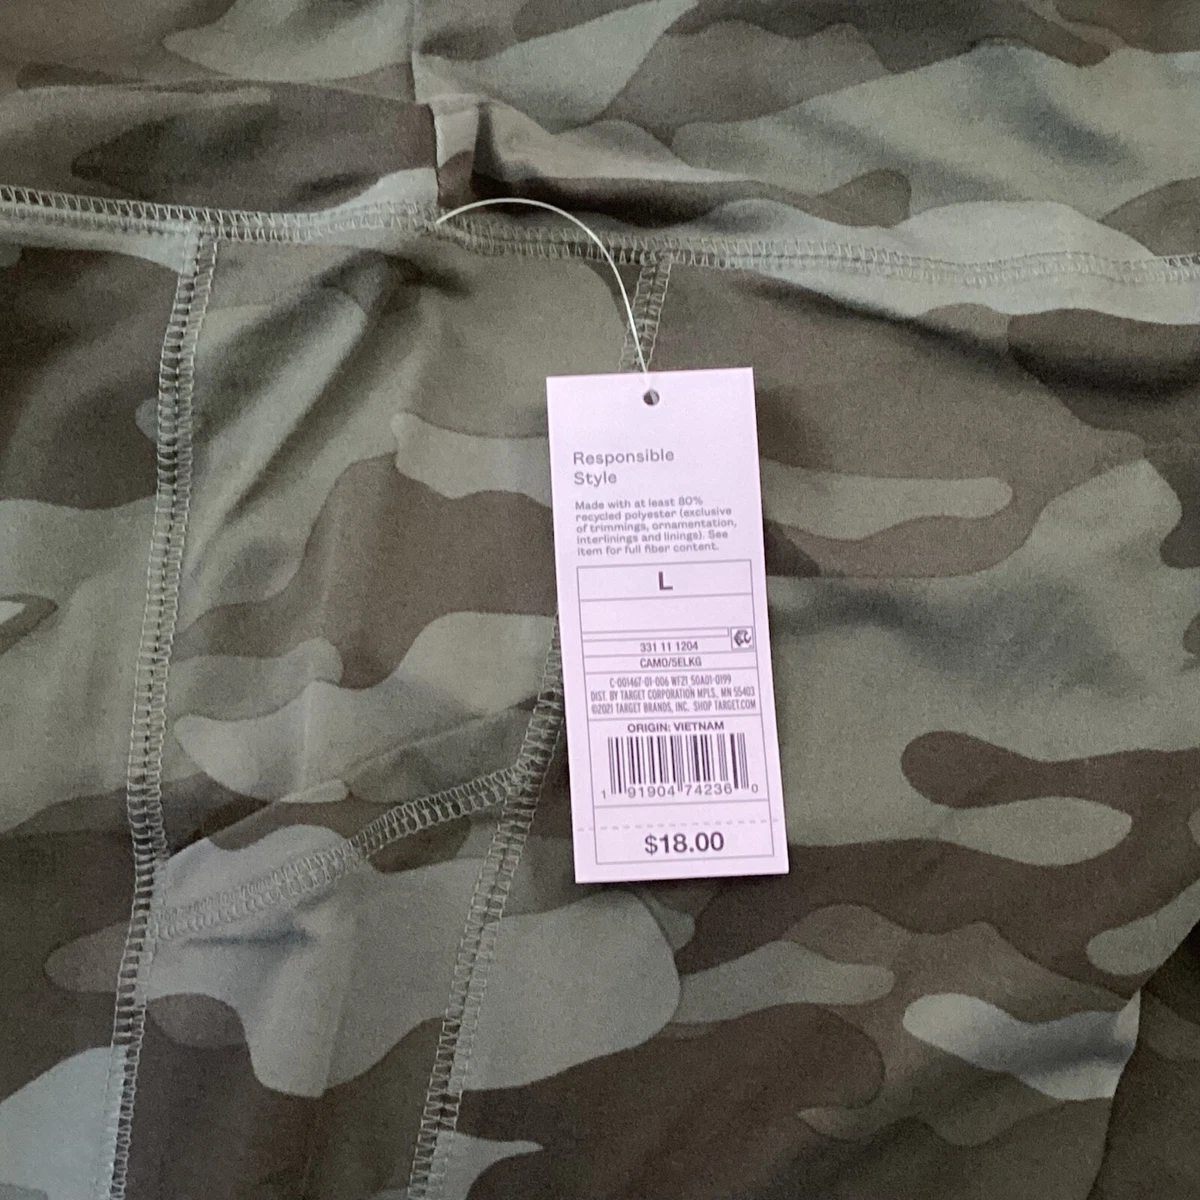 Responsible
Style
Made with at least 80%
recycled polyester (exclusive
of trimmings, ornamentation,
interlinings and linings). See
item for full fiber content.
L
331 11 1204
CAMO/SELKG
C-001467-01-006 WF21 SOA01-0199
DIST. BY TARGET CORPORATION MPLS, MN 55403
©2021 TARGET BRANDS, INC. SHOP TARGET.COM
ORIGIN: VIETNAM
1 91904 74236 0
$18.00